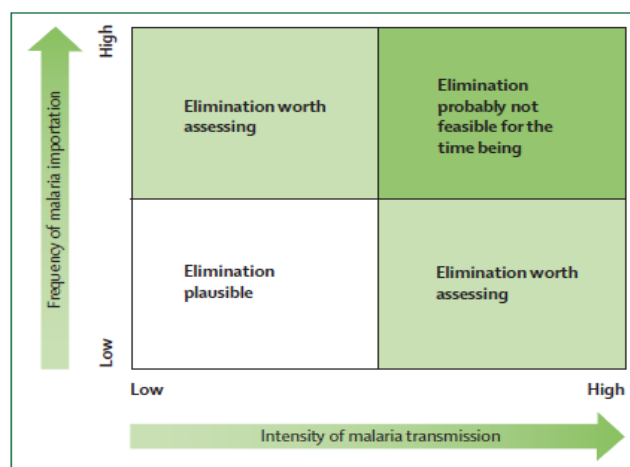 Frequency of malaria importation
High
Low
Elimination worth
assessing
Elimination
probably not
feasible for the
time being
Elimination
plausible
Elimination worth
assessing
Low
High
Intensity of malaria transmission